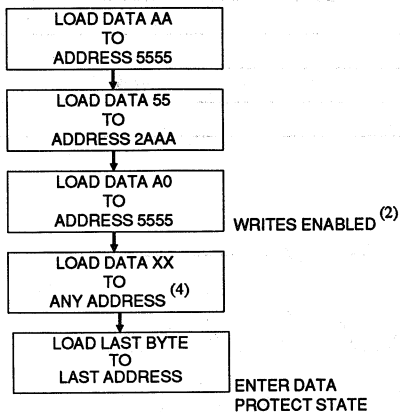 LOAD DATA AA
TO
ADDRESS 5555
LOAD DATA 55
TO
ADDRESS 2AAA
LOAD DATA A0
TO
ADDRESS 5555
WRITES ENABLED (2)
LOAD DATA XX
TO
ANY ADDRESS (4)
LOAD LAST BYTE
TO
LAST ADDRESS
ENTER DATA
PROTECT STATE